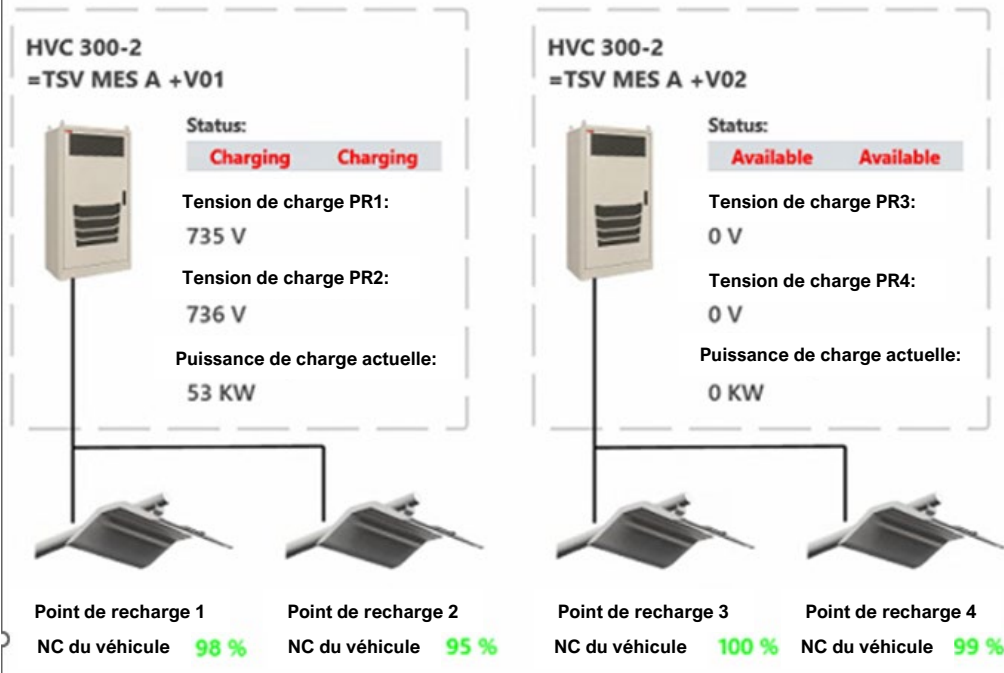 HVC 300-2
=TSV MES A +V01
Status:
Charging Charging
Tension de charge PR1:
735 V
Tension de charge PR2:
736 V
Puissance de charge actuelle:
53 KW
Point de recharge 1
NC du véhicule 98 %
Point de recharge 2
NC du véhicule 95 %
HVC 300-2
=TSV MES A +V02
Status:
Available Available
Tension de charge PR3:
0 V
Tension de charge PR4:
0 V
Puissance de charge actuelle:
0 KW
Point de recharge 3
NC du véhicule 100 %
Point de recharge 4
NC du véhicule 99 %